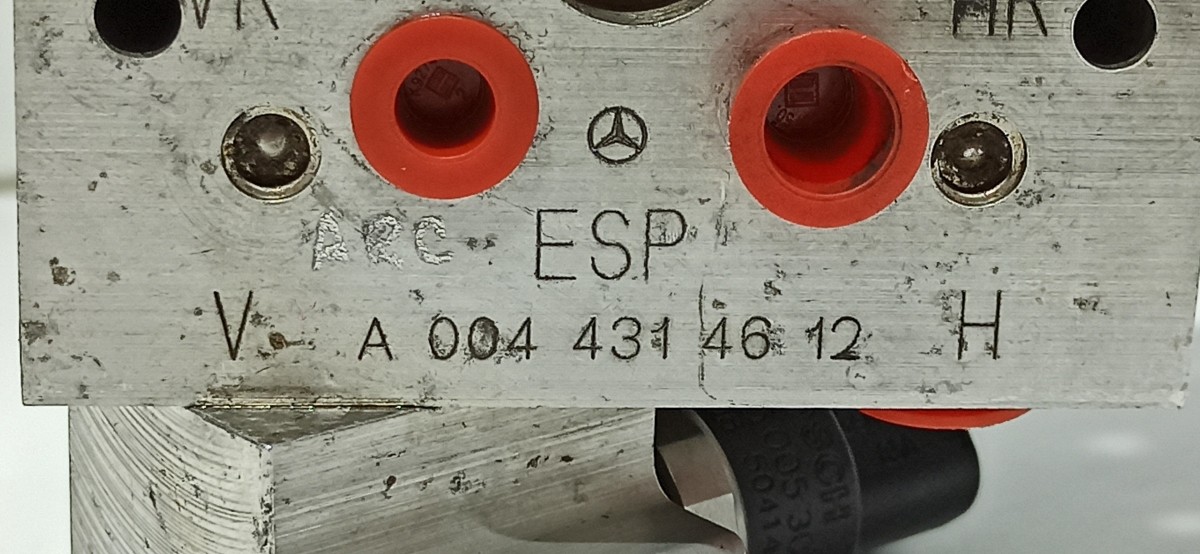 VR HR
ARC ESP
V A 004 431 46 12 H